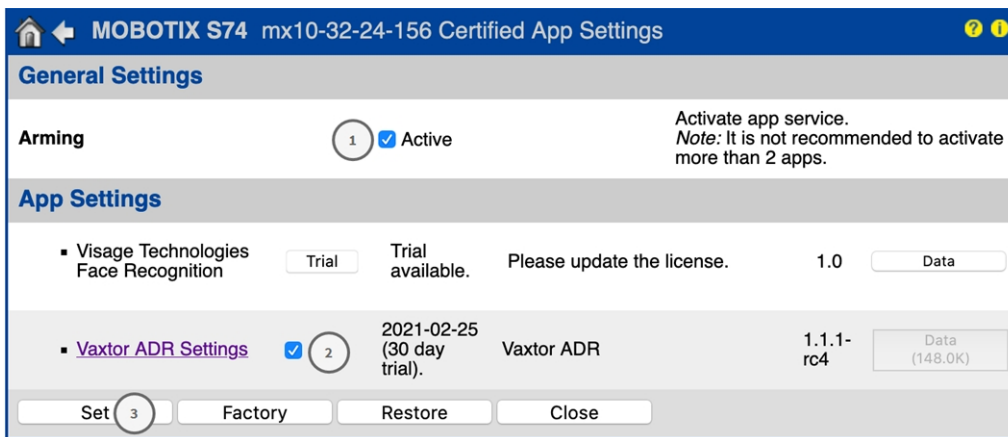 MOBOTIX S74 mx10-32-24-156 Certified App Settings ? i
General Settings
Arming 1 Active
Activate app service.
Note: It is not recommended to activate
more than 2 apps.
App Settings
Visage Technologies
Face Recognition
Trial
Trial
available.
Please update the license.
1.0
Data
Vaxtor ADR Settings
2
2021-02-25
(30 day
trial).
Vaxtor ADR
1.1.1-
rc4
Data
(148.0K)
Set 3 Factory Restore Close